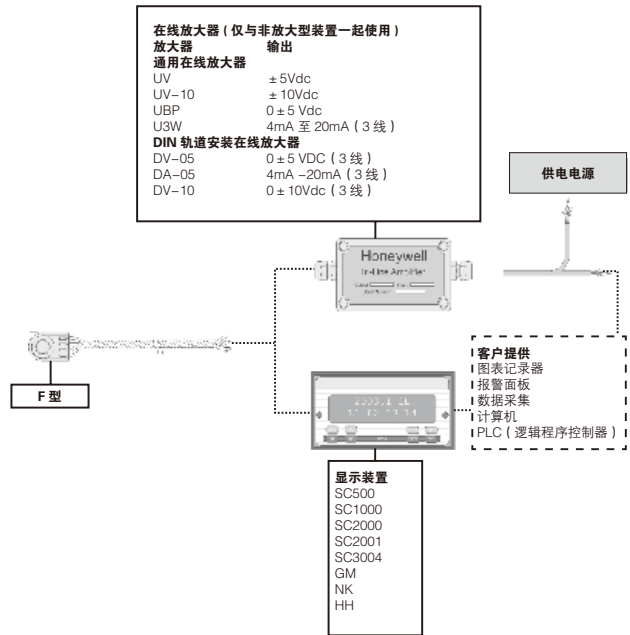 在线放大器 ( 仅与非放大型装置一起使用 )
放大器 输出
通用在线放大器
UV ± 5Vdc
UV–10 ± 10Vdc
UBP 0 ± 5 Vdc
U3W 4mA 至 20mA ( 3 线 )
DIN 轨道安装在线放大器
DV–05 0 ± 5 VDC ( 3 线 )
DA–05 4mA –20mA ( 3 线 )
DV–10 0 ± 10Vdc ( 3 线 )
供电电源
Honeywell
In-Line Amplifier
F 型
客户提供
图表记录器
报警面板
数据采集
计算机
PLC ( 逻辑程序控制器 )
显示装置
SC500
SC1000
SC2000
SC2001
SC3004
GM
NK
HH